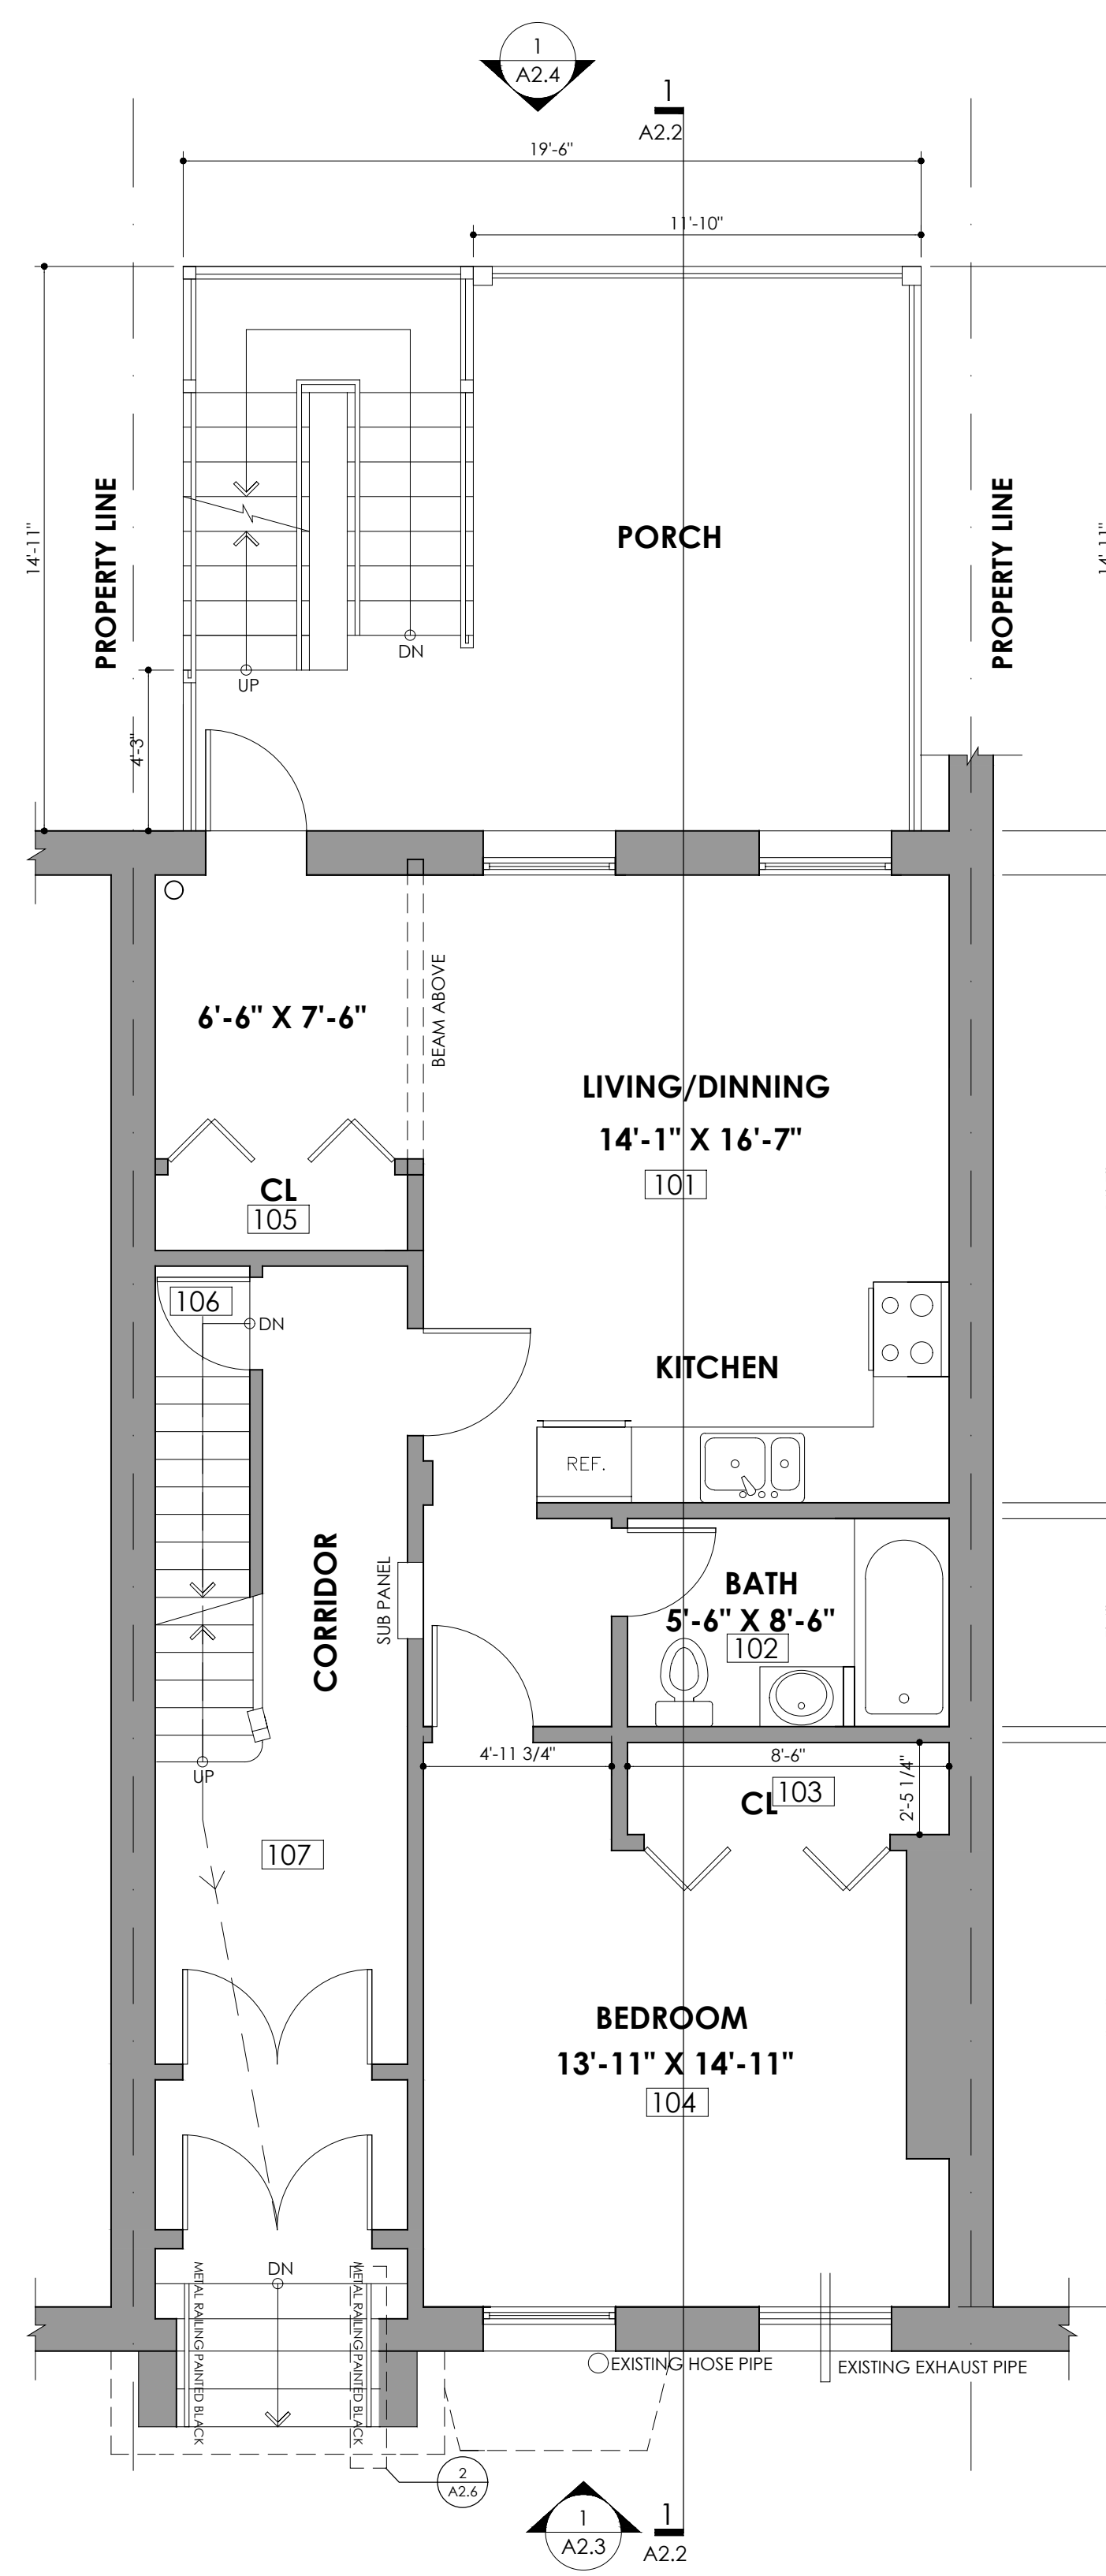 1
A2.4
1
A2.2
19'-6"
11'-10"
14'-11"
PROPERTY LINE
PORCH
PROPERTY LINE
14'-11"
DN
UP
4'-3"
6'-6" X 7'-6"
BEAM ABOVE
LIVING/DINNING
14'-1" X 16'-7"
101
CL
105
106
DN
KITCHEN
REF.
CORRIDOR
SUB PANEL
BATH
5'-6" X 8'-6"
102
4'-11 3/4"
8'-6"
2'-5 1/4"
CL
103
UP
107
BEDROOM
13'-11" X 14'-11"
104
DN
METAL RAILING PAINTED BLACK
METAL RAILING PAINTED BLACK
EXISTING HOSE PIPE
EXISTING EXHAUST PIPE
2
A2.6
1
A2.3
1
A2.2